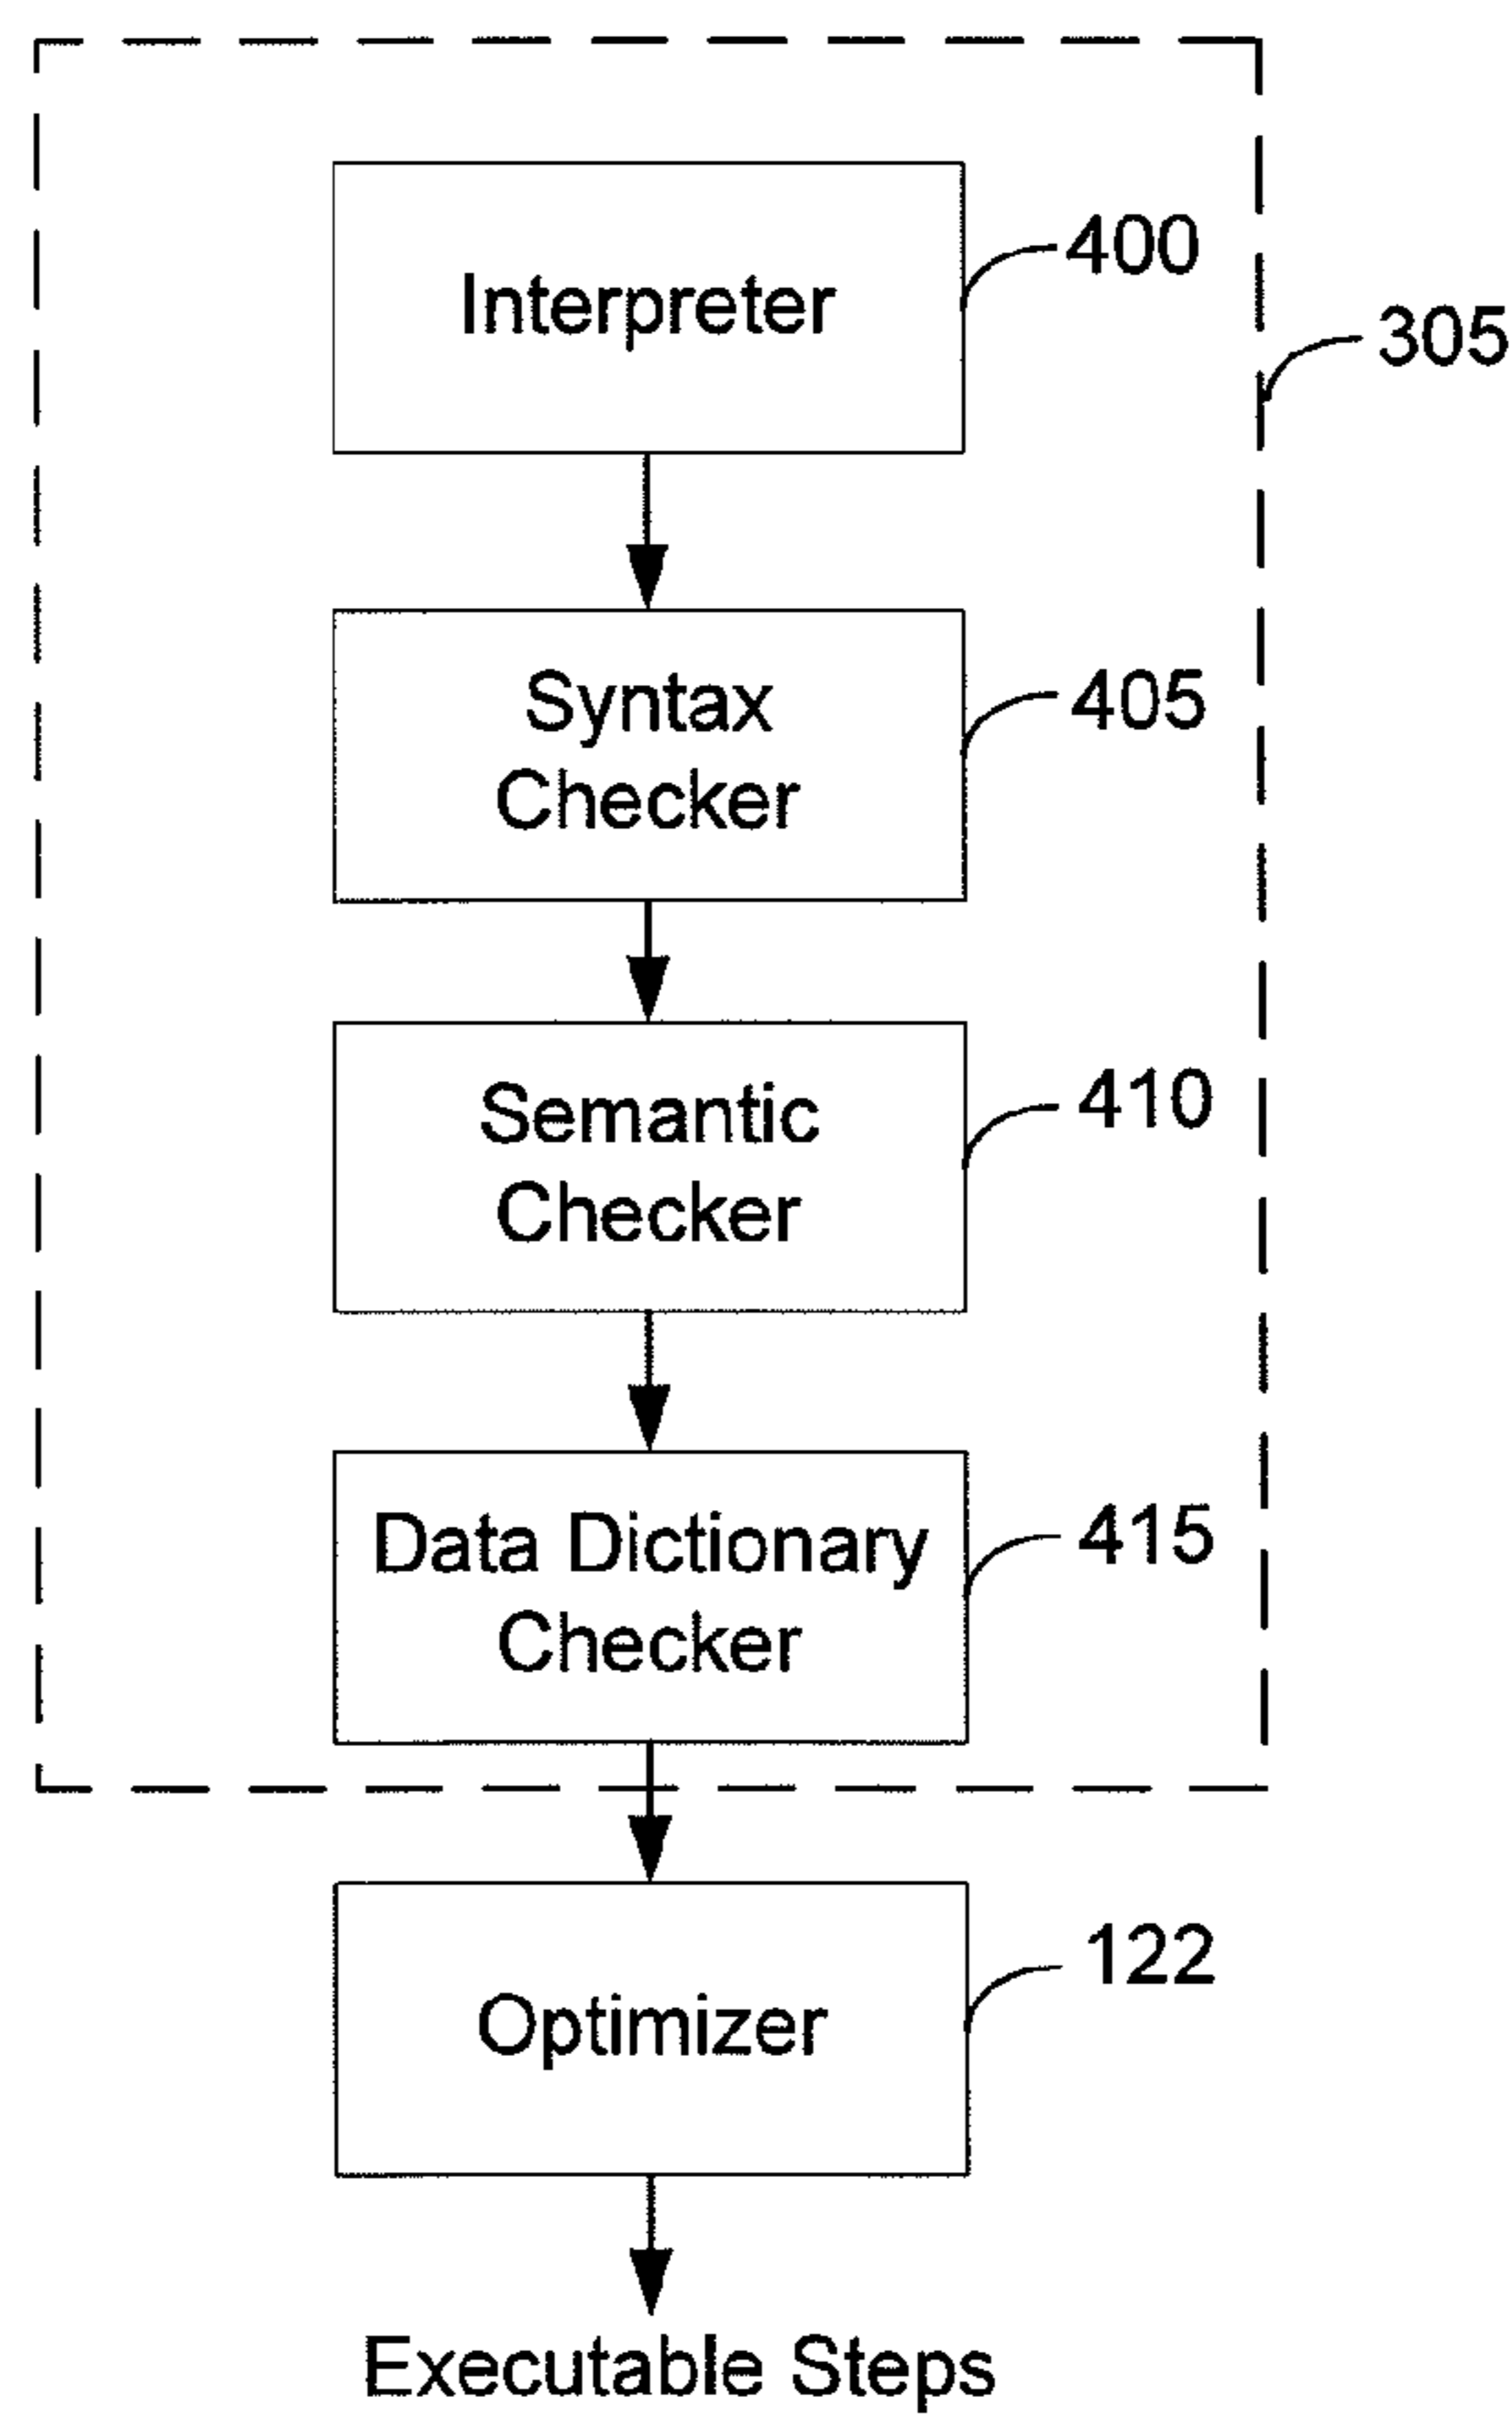 Interpreter
400
305
Syntax
Checker
405
Semantic
Checker
410
Data Dictionary
Checker
415
Optimizer
122
Executable Steps